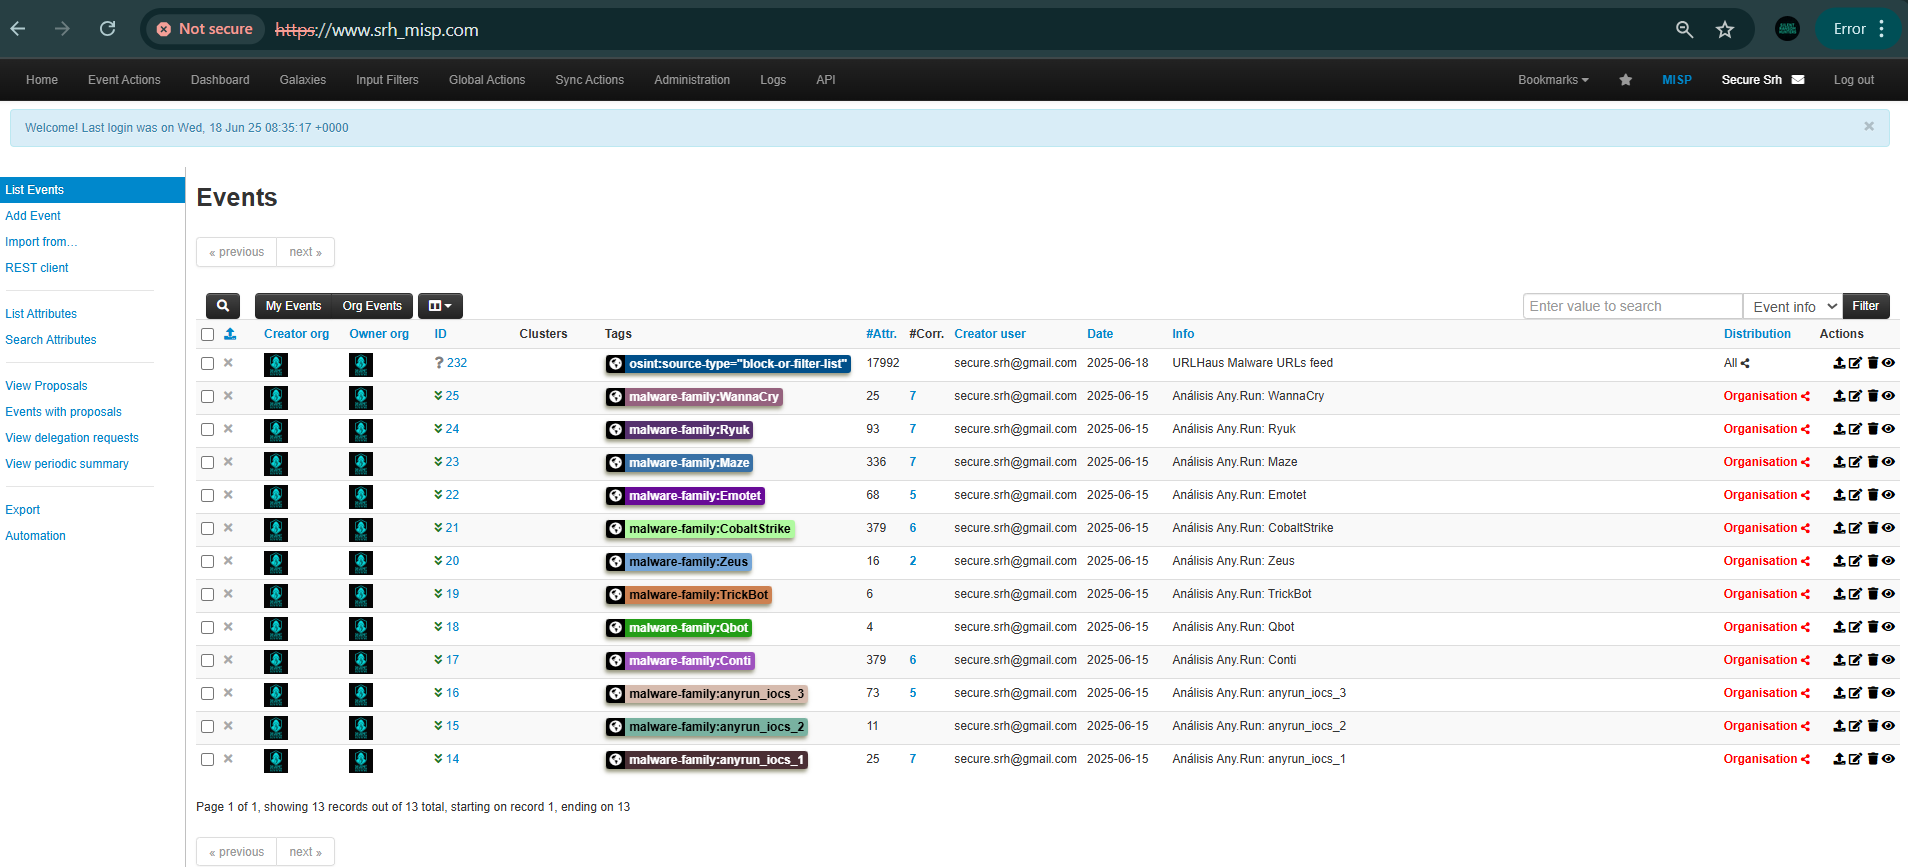 Not secure https://www.srh_misp.com Error
Home Event Actions Dashboard Galaxies Input Filters Global Actions Sync Actions Administration Logs API Bookmarks MISP Secure Srh Log out
Welcome! Last login was on Wed, 18 Jun 25 08:35:17 +0000 ×
List Events
Add Event
Import from...
REST client
List Attributes
Search Attributes
View Proposals
Events with proposals
View delegation requests
View periodic summary
Export
Automation
Events
« previous next »
My Events Org Events Enter value to search Event info Filter
Creator org Owner org ID Clusters Tags #Attr. #Corr. Creator user Date Info Distribution Actions
? 232 osint:source-type="block-or-filter-list" 17992 secure.srh@gmail.com 2025-06-18 URLHaus Malware URLs feed All
25 malware-family:WannaCry 25 7 secure.srh@gmail.com 2025-06-15 Análisis Any.Run: WannaCry Organisation
24 malware-family:Ryuk 93 7 secure.srh@gmail.com 2025-06-15 Análisis Any.Run: Ryuk Organisation
23 malware-family:Maze 336 7 secure.srh@gmail.com 2025-06-15 Análisis Any.Run: Maze Organisation
22 malware-family:Emotet 68 5 secure.srh@gmail.com 2025-06-15 Análisis Any.Run: Emotet Organisation
21 malware-family:CobaltStrike 379 6 secure.srh@gmail.com 2025-06-15 Análisis Any.Run: CobaltStrike Organisation
20 malware-family:Zeus 16 2 secure.srh@gmail.com 2025-06-15 Análisis Any.Run: Zeus Organisation
19 malware-family:TrickBot 6 secure.srh@gmail.com 2025-06-15 Análisis Any.Run: TrickBot Organisation
18 malware-family:Qbot 4 secure.srh@gmail.com 2025-06-15 Análisis Any.Run: Qbot Organisation
17 malware-family:Conti 379 6 secure.srh@gmail.com 2025-06-15 Análisis Any.Run: Conti Organisation
16 malware-family:anyrun_iocs_3 73 5 secure.srh@gmail.com 2025-06-15 Análisis Any.Run: anyrun_iocs_3 Organisation
15 malware-family:anyrun_iocs_2 11 secure.srh@gmail.com 2025-06-15 Análisis Any.Run: anyrun_iocs_2 Organisation
14 malware-family:anyrun_iocs_1 25 7 secure.srh@gmail.com 2025-06-15 Análisis Any.Run: anyrun_iocs_1 Organisation
Page 1 of 1, showing 13 records out of 13 total, starting on record 1, ending on 13
« previous next »